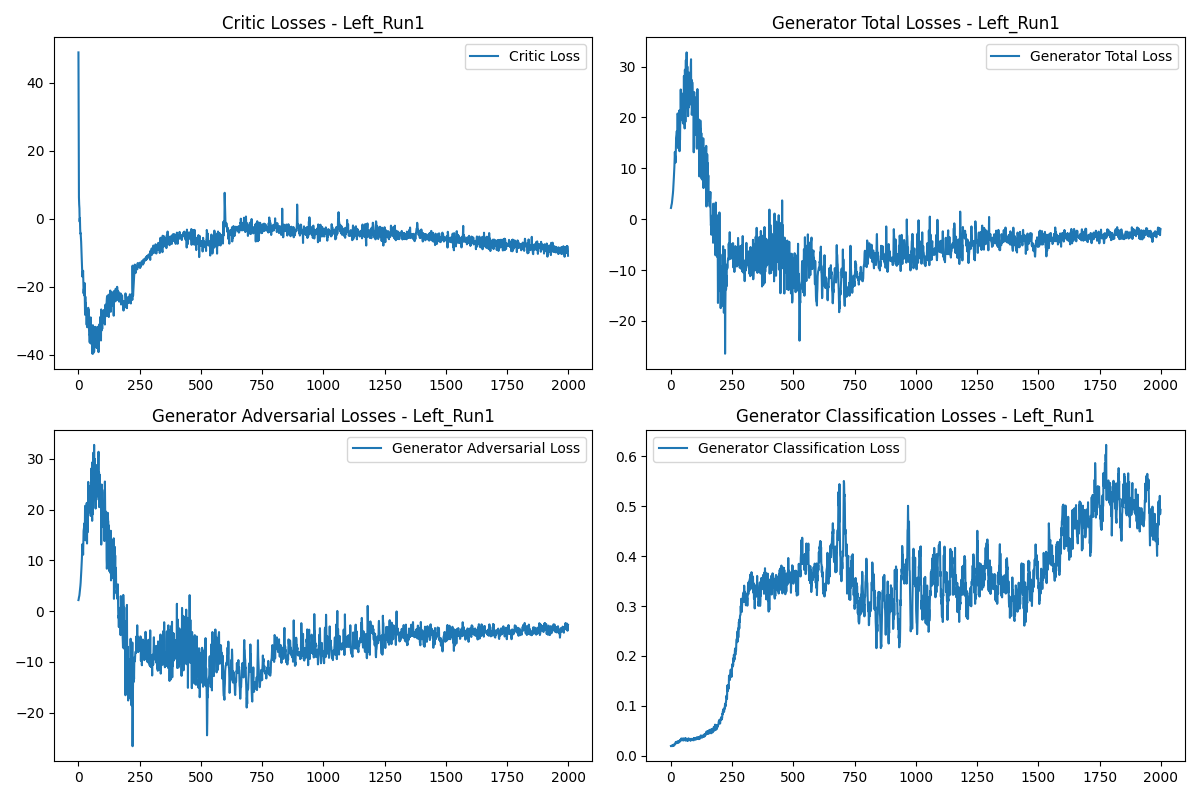 Critic Losses - Left_Run1
Critic Loss
40
20
0
−20
−40
0 250 500 750 1000 1250 1500 1750 2000
Generator Total Losses - Left_Run1
Generator Total Loss
30
20
10
0
−10
−20
0 250 500 750 1000 1250 1500 1750 2000
Generator Adversarial Losses - Left_Run1
Generator Adversarial Loss
30
20
10
0
−10
−20
0 250 500 750 1000 1250 1500 1750 2000
Generator Classification Losses - Left_Run1
Generator Classification Loss
0.6
0.5
0.4
0.3
0.2
0.1
0.0
0 250 500 750 1000 1250 1500 1750 2000